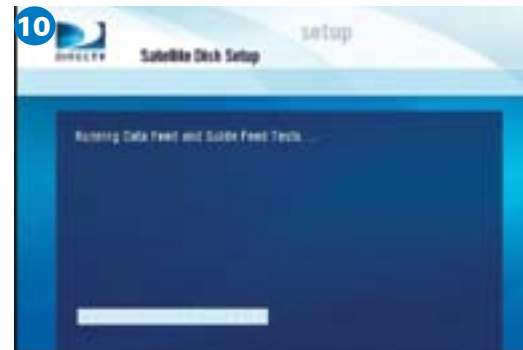 10
setup
DIRECTV
Satellite Dish Setup
Running Data Feed and Guide Feed Tests...